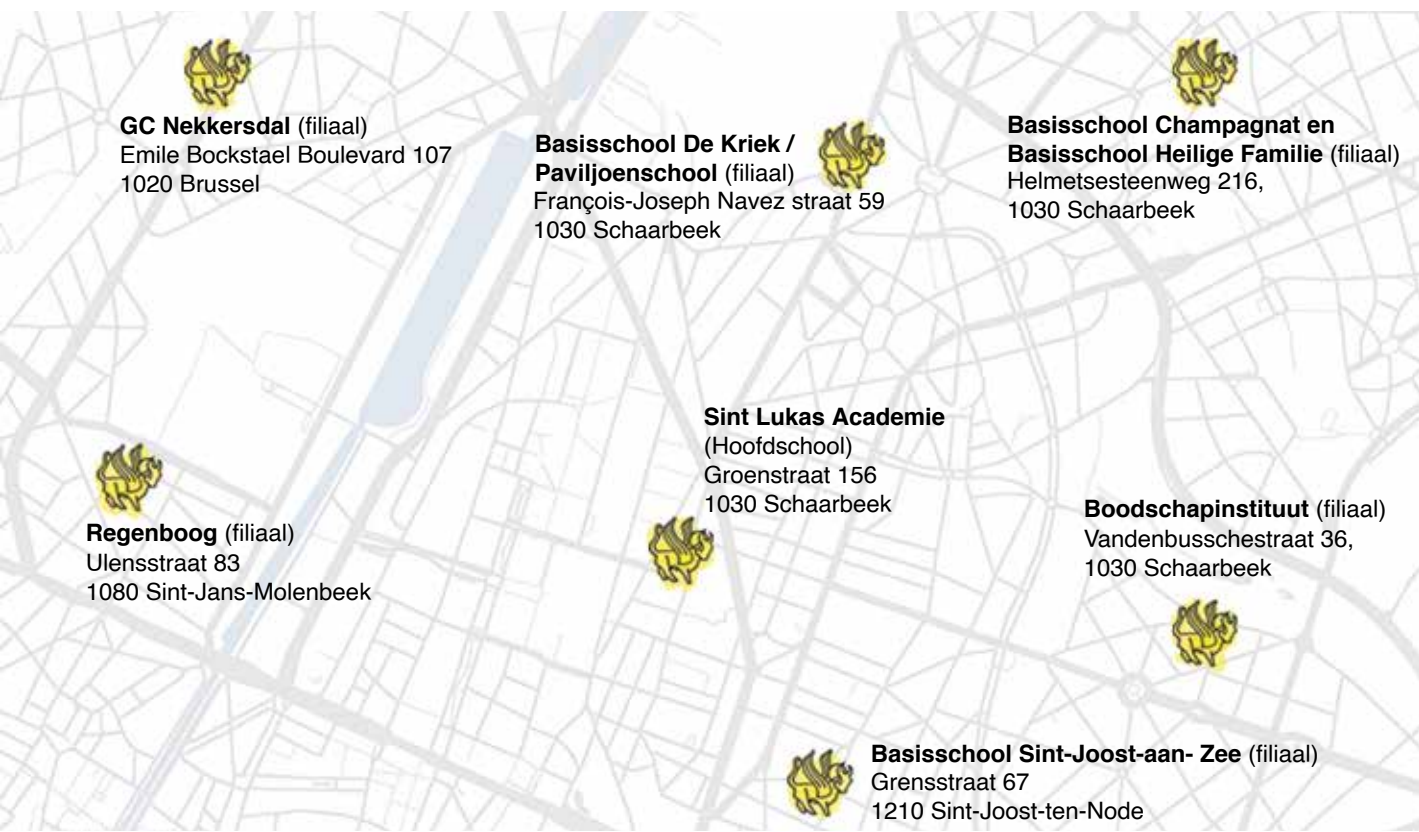 GC Nekkersdal (filiaal)
Emile Bockstael Boulevard 107
1020 Brussel
Basisschool De Kriek /
Paviljoenschool (filiaal)
François-Joseph Navez straat 59
1030 Schaarbeek
Basisschool Champagnat en
Basisschool Heilige Familie (filiaal)
Helmetsesteenweg 216,
1030 Schaarbeek
Sint Lukas Academie
(Hoofdschool)
Groenstraat 156
1030 Schaarbeek
Regenboog (filiaal)
Ulensstraat 83
1080 Sint-Jans-Molenbeek
Boodschapinstituut (filiaal)
Vandenbusschestraat 36,
1030 Schaarbeek
Basisschool Sint-Joost-aan- Zee (filiaal)
Grensstraat 67
1210 Sint-Joost-ten-Node